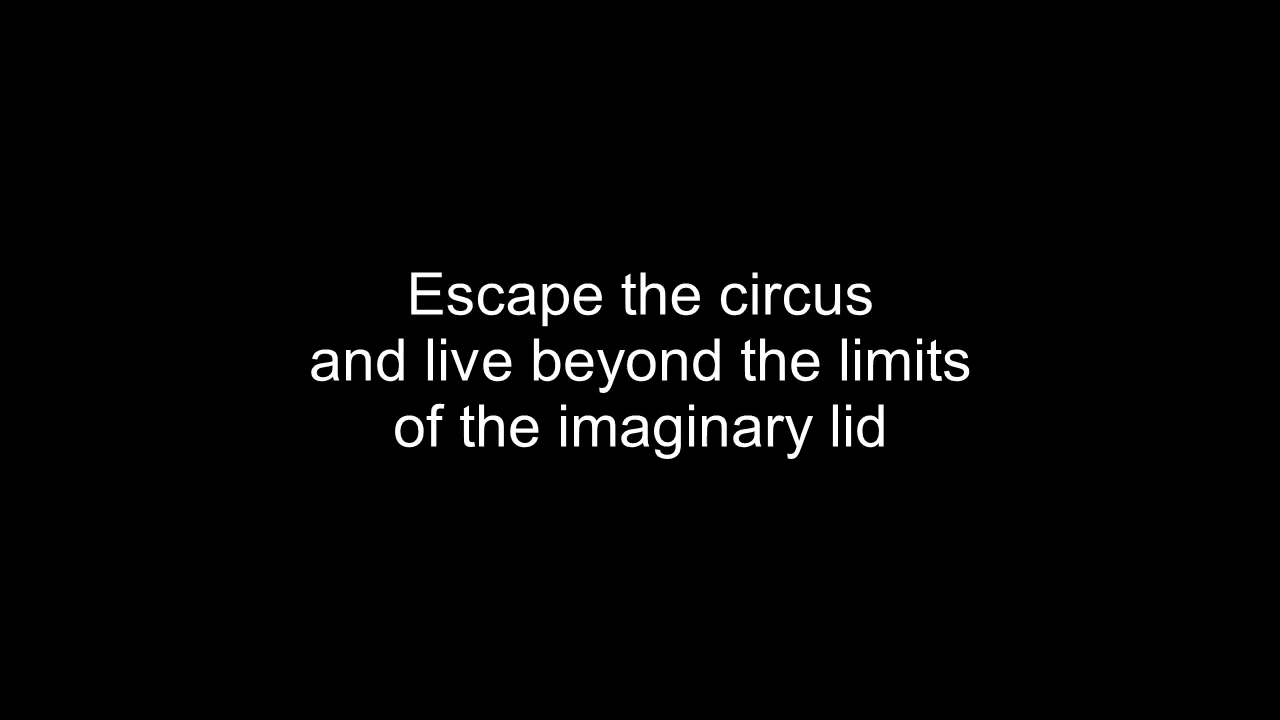 Escape the circus
and live beyond the limits
of the imaginary lid